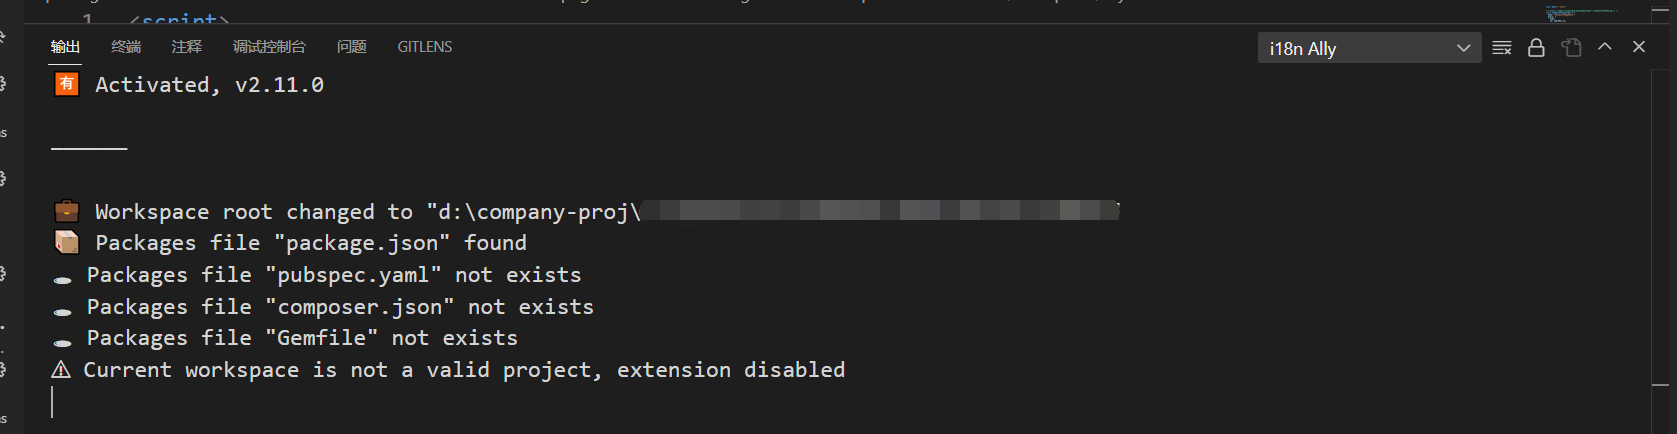 1 <script>
输出 终端 注释 调试控制台 问题 GITLENS i18n Ally
有 Activated, v2.11.0
Workspace root changed to "d:\company-proj\
Packages file "package.json" found
Packages file "pubspec.yaml" not exists
Packages file "composer.json" not exists
Packages file "Gemfile" not exists
⚠ Current workspace is not a valid project, extension disabled